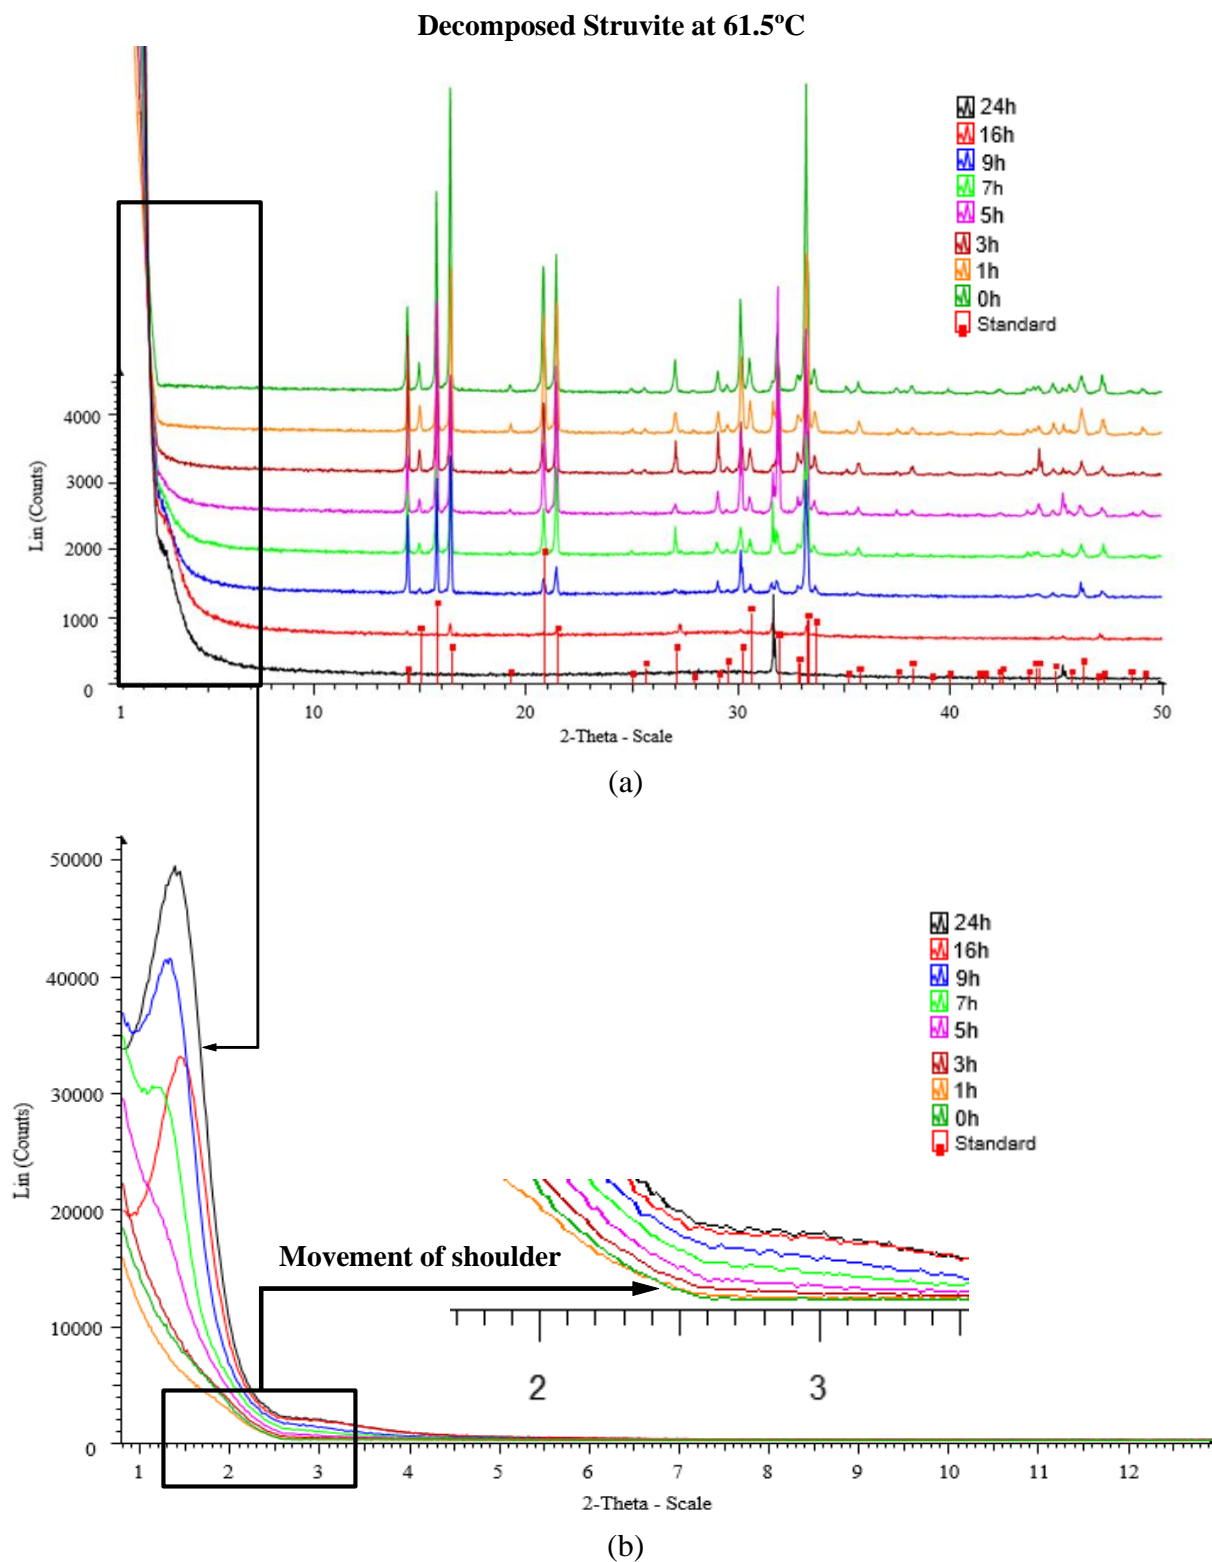 Decomposed Struvite at 61.5ºC
24h
16h
9h
7h
5h
3h
1h
0h
Standard
Lin (Counts)
4000
3000
2000
1000
0
1 10 20 30 40 50
2-Theta - Scale
(a)
50000
40000
30000
20000
10000
0
Lin (Counts)
24h
16h
9h
7h
5h
3h
1h
0h
Standard
Movement of shoulder
2 3
1 2 3 4 5 6 7 8 9 10 11 12
2-Theta - Scale
(b)